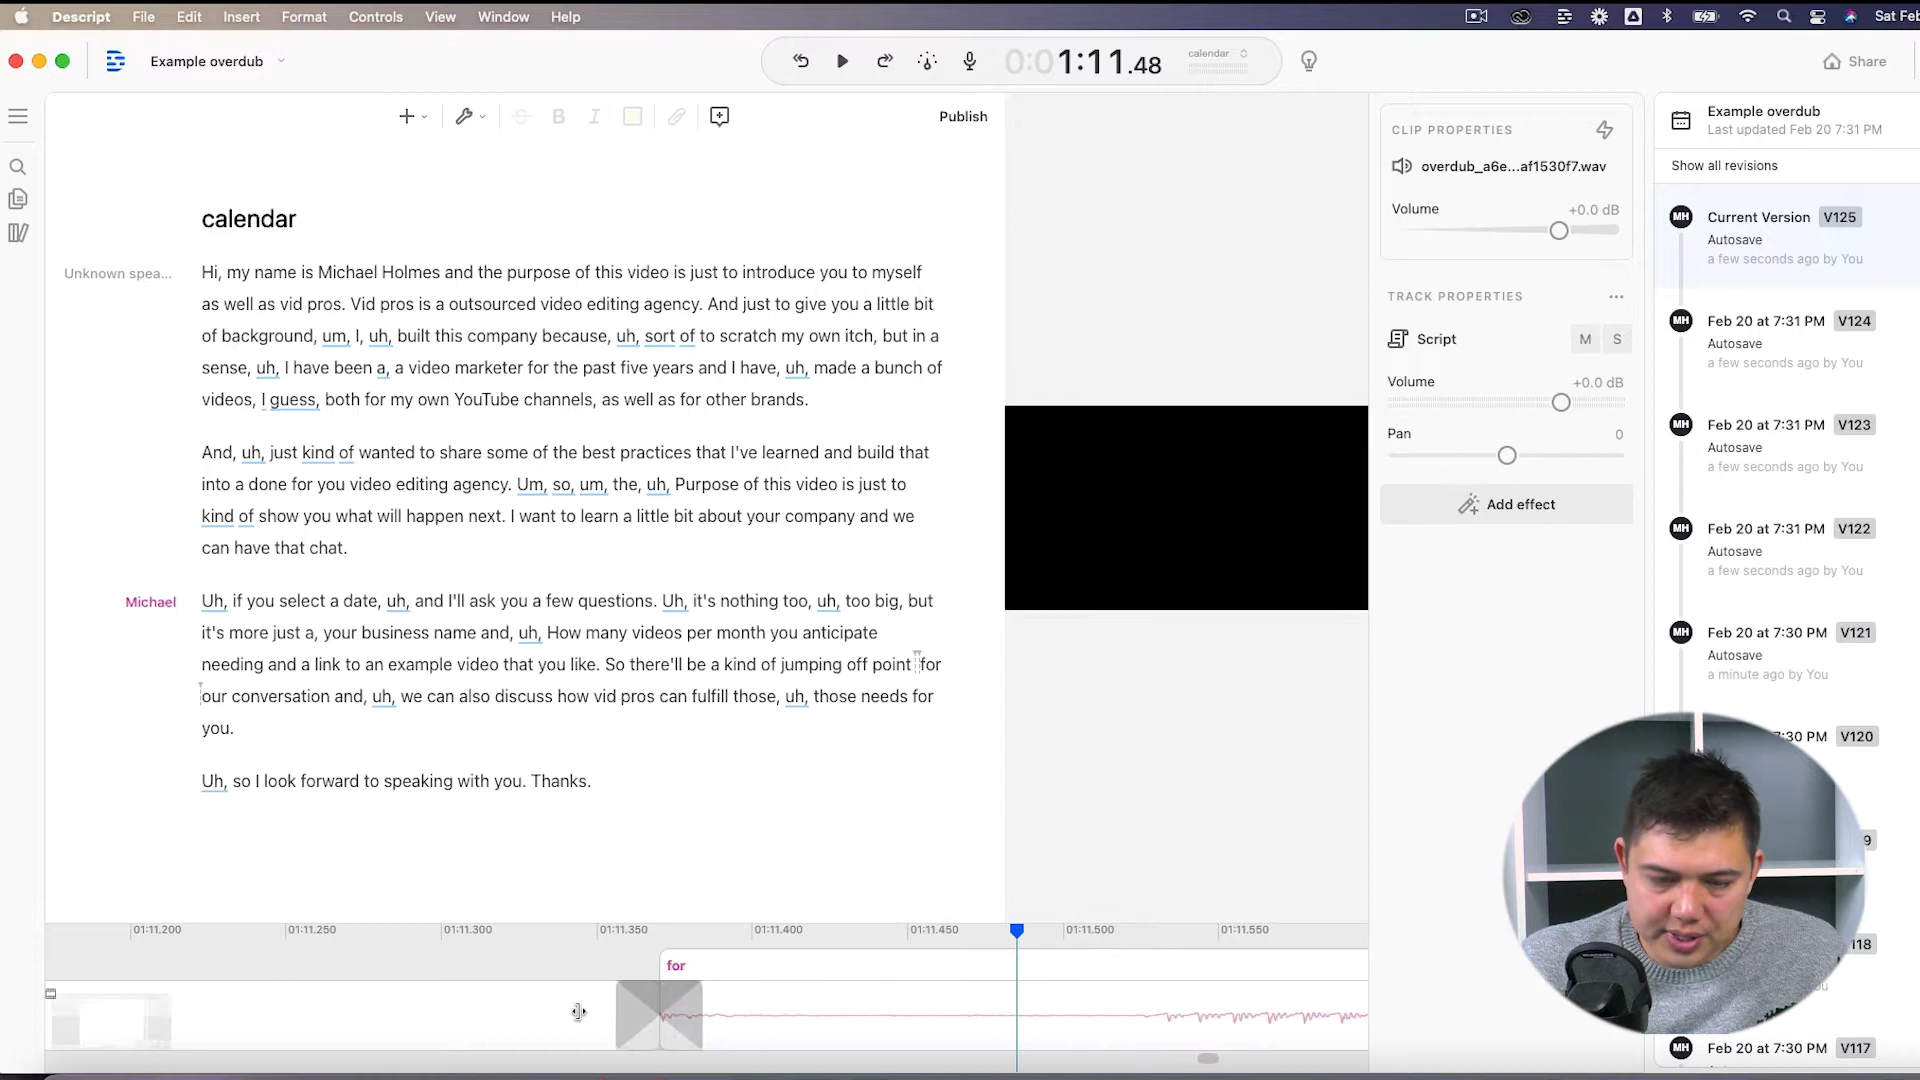 Descript File Edit Insert Format Controls View Window Help Sat Feb
Example overdub 0:01:11.48 calendar Share
Publish
calendar
Unknown spea... Hi, my name is Michael Holmes and the purpose of this video is just to introduce you to myself
as well as vid pros. Vid pros is a outsourced video editing agency. And just to give you a little bit
of background, um, I, uh, built this company because, uh, sort of to scratch my own itch, but in a
sense, uh, I have been a, a video marketer for the past five years and I have, uh, made a bunch of
videos, I guess, both for my own YouTube channels, as well as for other brands.
And, uh, just kind of wanted to share some of the best practices that I've learned and build that
into a done for you video editing agency. Um, so, um, the, uh, Purpose of this video is just to
kind of show you what will happen next. I want to learn a little bit about your company and we
can have that chat.
Michael Uh, if you select a date, uh, and I'll ask you a few questions. Uh, it's nothing too, uh, too big, but
it's more just a, your business name and, uh, How many videos per month you anticipate
needing and a link to an example video that you like. So there'll be a kind of jumping off point for
our conversation and, uh, we can also discuss how vid pros can fulfill those, uh, those needs for
you.
Uh, so I look forward to speaking with you. Thanks.
CLIP PROPERTIES
overdub_a6e...af1530f7.wav
Volume +0.0 dB
TRACK PROPERTIES
Script M S
Volume +0.0 dB
Pan 0
Add effect
Example overdub
Last updated Feb 20 7:31 PM
Show all revisions
MH Current Version V125
Autosave
a few seconds ago by You
MH Feb 20 at 7:31 PM V124
Autosave
a few seconds ago by You
MH Feb 20 at 7:31 PM V123
Autosave
a few seconds ago by You
MH Feb 20 at 7:31 PM V122
Autosave
a few seconds ago by You
MH Feb 20 at 7:30 PM V121
Autosave
a minute ago by You
7:30 PM V120
9
118
MH Feb 20 at 7:30 PM V117
01:11.200 01:11.250 01:11.300 01:11.350 01:11.400 01:11.450 01:11.500 01:11.550
for